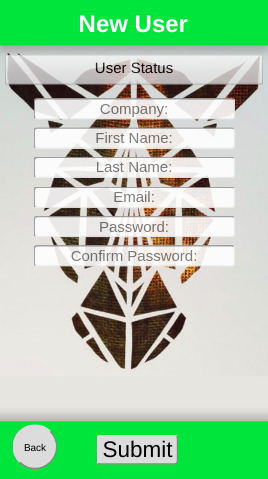 New User
User Status
Company:
First Name:
Last Name:
Email:
Password:
Confirm Password:
Back
Submit